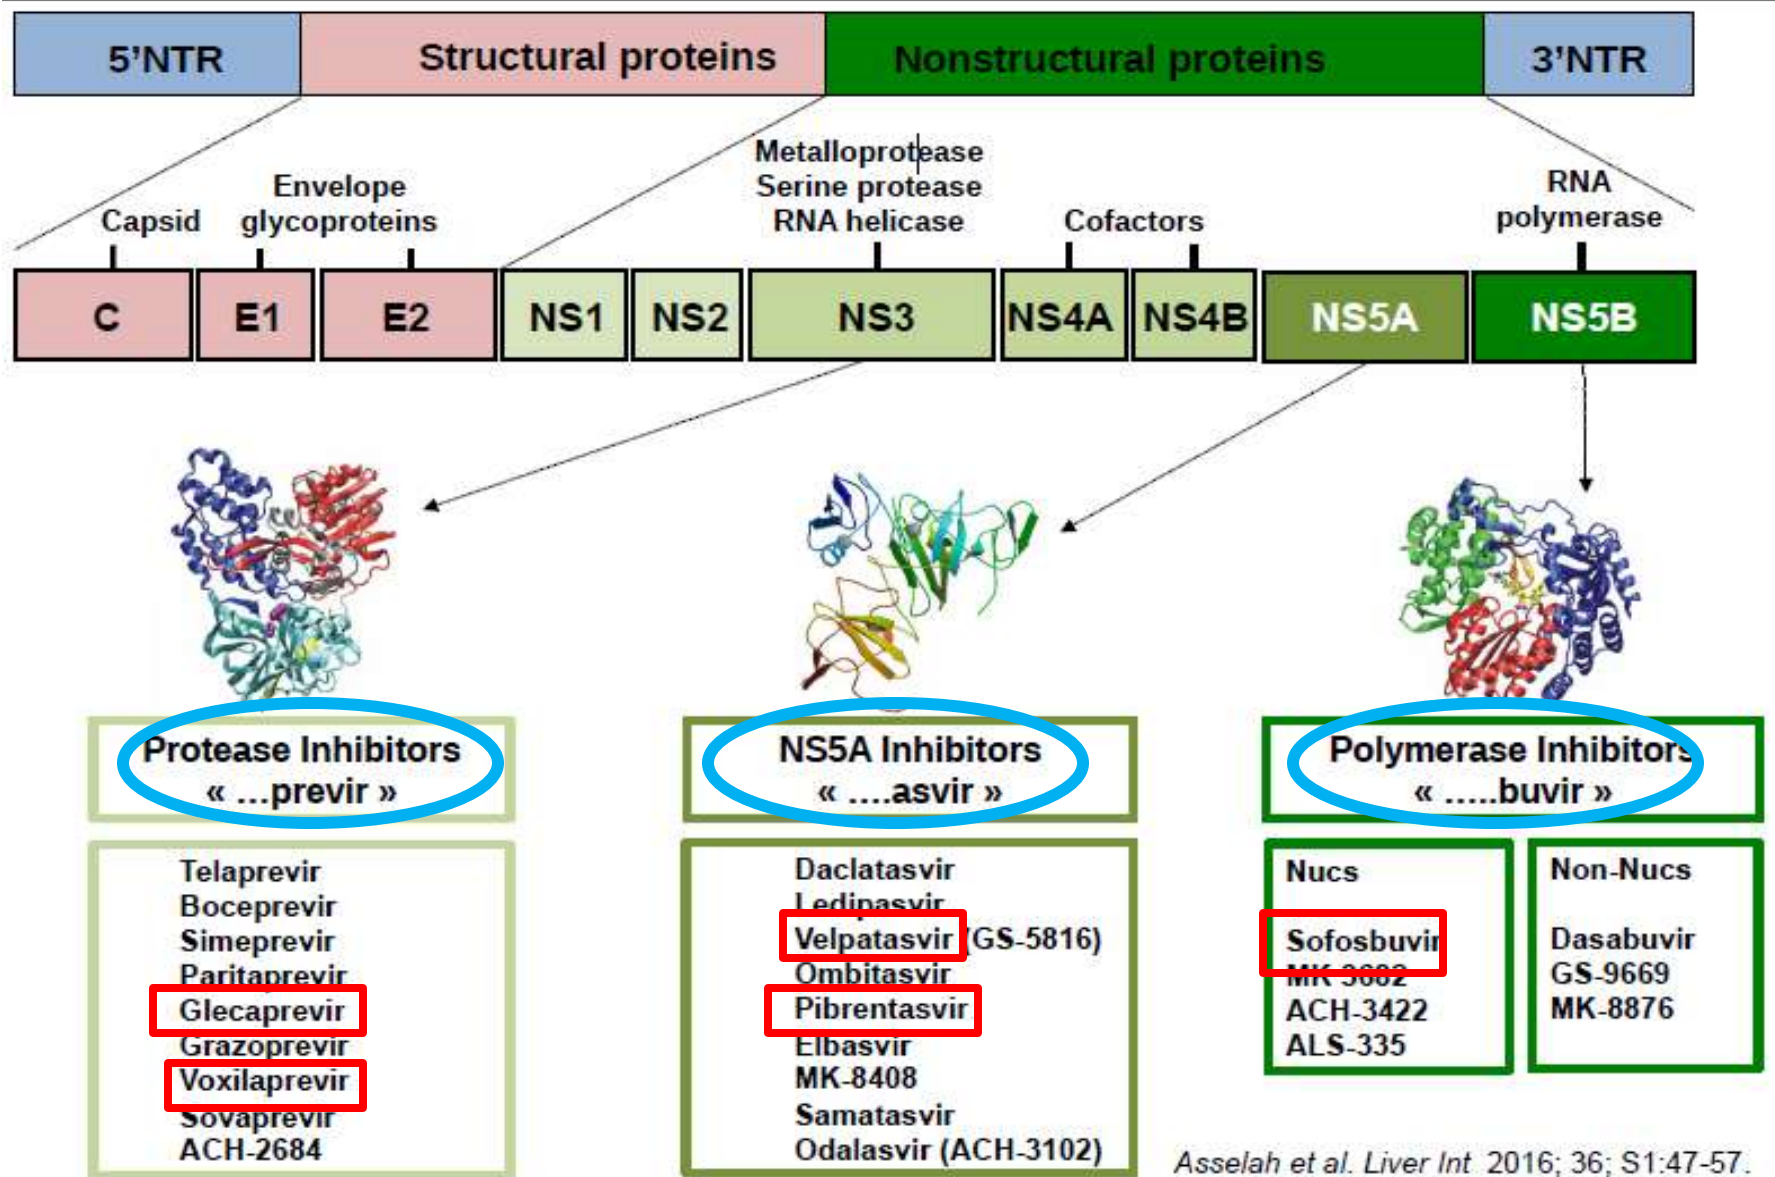 5’NTR
Structural proteins
Nonstructural proteins
3’NTR
Capsid
Envelope
glycoproteins
Metalloprotease
Serine protease
RNA helicase
Cofactors
RNA
polymerase
C
E1
E2
NS1
NS2
NS3
NS4A
NS4B
NS5A
NS5B
Protease Inhibitors
« ...previr »
Telaprevir
Boceprevir
Simeprevir
Paritaprevir
Glecaprevir
Grazoprevir
Voxilaprevir
Sovaprevir
ACH-2684
NS5A Inhibitors
« ....asvir »
Daclatasvir
Ledipasvir
Velpatasvir (GS-5816)
Ombitasvir
Pibrentasvir
Elbasvir
MK-8408
Samatasvir
Odalasvir (ACH-3102)
Polymerase Inhibitors
« .....buvir »
Nucs
Sofosbuvir
MK-3682
ACH-3422
ALS-335
Non-Nucs
Dasabuvir
GS-9669
MK-8876
Asselah et al. Liver Int 2016; 36; S1:47-57.